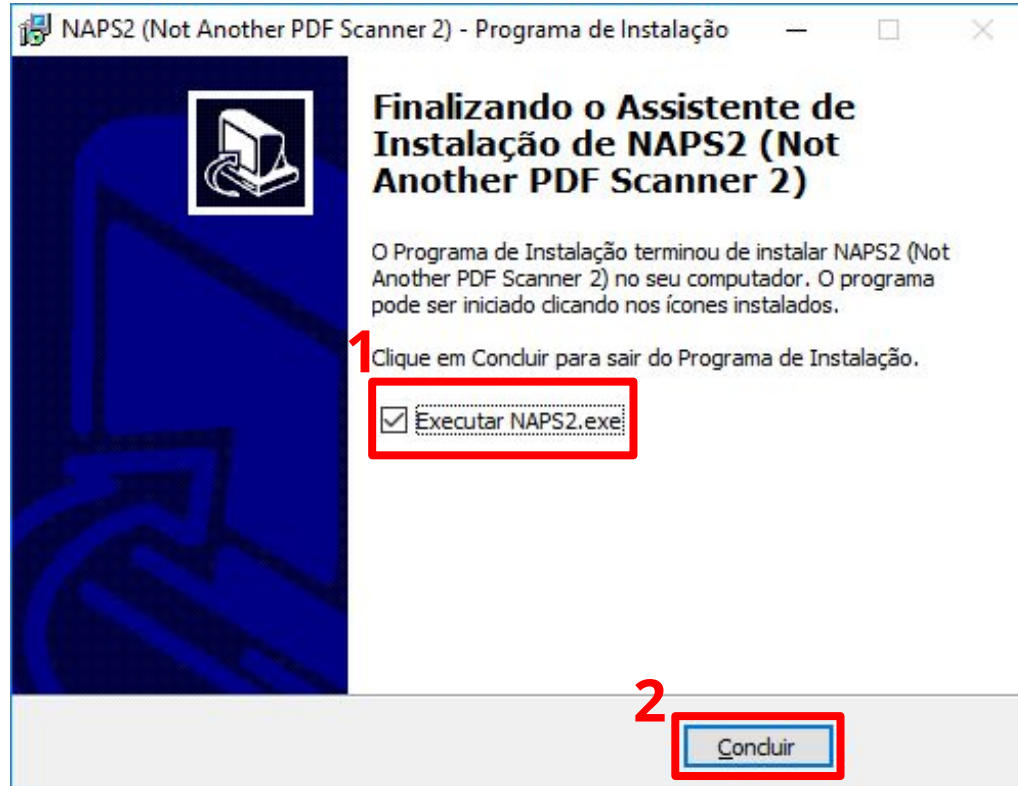 NAPS2 (Not Another PDF Scanner 2) - Programa de Instalação
Finalizando o Assistente de
Instalação de NAPS2 (Not
Another PDF Scanner 2)
O Programa de Instalação terminou de instalar NAPS2 (Not
Another PDF Scanner 2) no seu computador. O programa
pode ser iniciado clicando nos ícones instalados.
1
Clique em Concluir para sair do Programa de Instalação.
Executar NAPS2.exe
2
Concluir